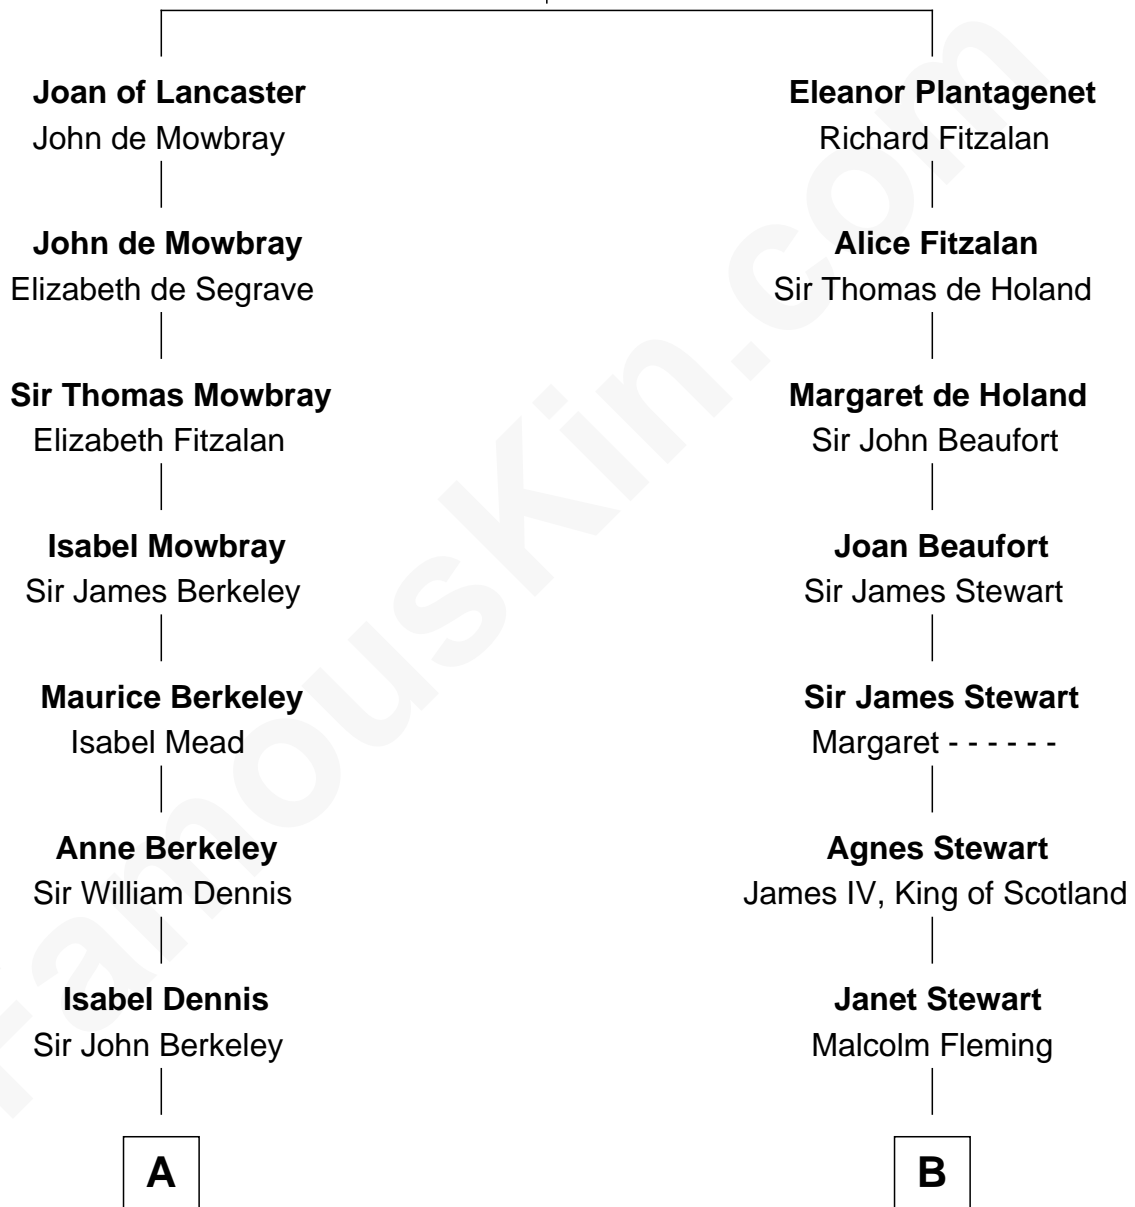 Joan of Lancaster
John de Mowbray
John de Mowbray
Elizabeth de Segrave
Sir Thomas Mowbray
Elizabeth Fitzalan
Isabel Mowbray
Sir James Berkeley
Maurice Berkeley
Isabel Mead
Anne Berkeley
Sir William Dennis
Isabel Dennis
Sir John Berkeley
A
Eleanor Plantagenet
Richard Fitzalan
Alice Fitzalan
Sir Thomas de Holand
Margaret de Holand
Sir John Beaufort
Joan Beaufort
Sir James Stewart
Sir James Stewart
Margaret - - - - - -
Agnes Stewart
James IV, King of Scotland
Janet Stewart
Malcolm Fleming
B
FamousKin.com